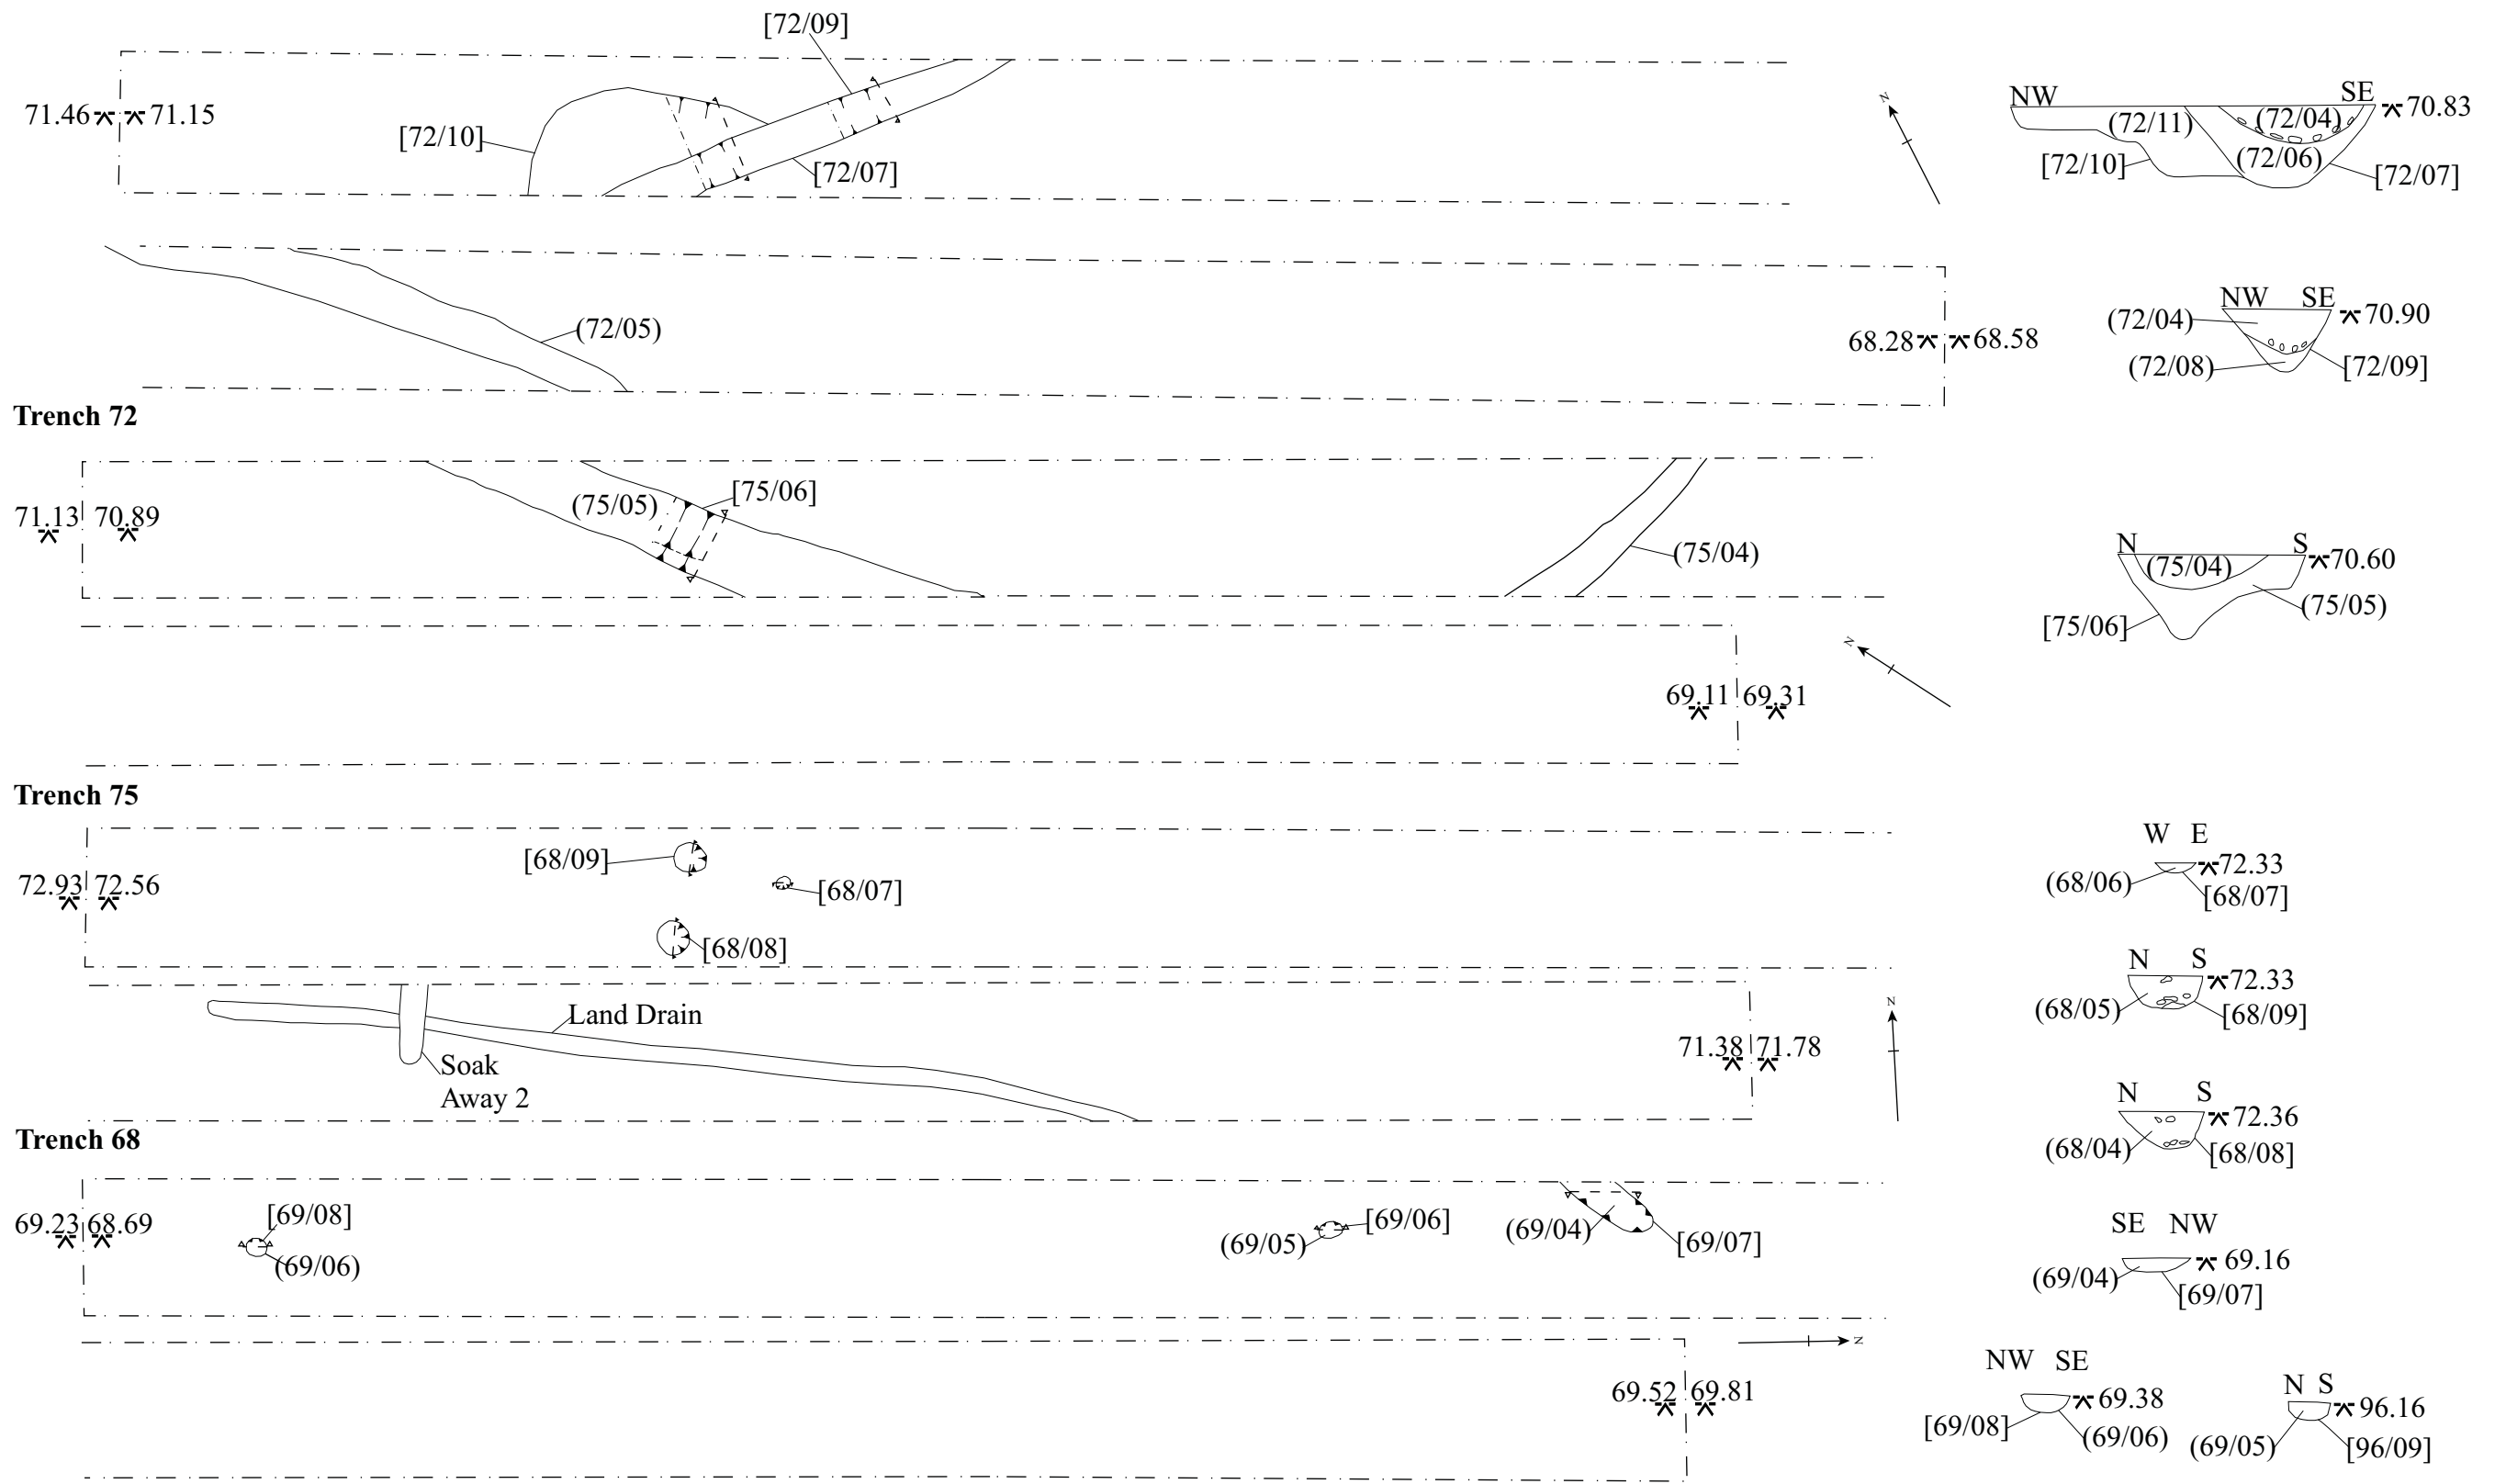 [72/09]
71.46
71.15
[72/10]
[72/07]
N
NW
SE
70.83
(72/04)
(72/11)
(72/06)
[72/10]
[72/07]
(72/05)
68.28
68.58
NW
SE
70.90
(72/04)
(72/08)
[72/09]
Trench 72
71.13
70.89
(75/05)
[75/06]
(75/04)
N
S
70.60
(75/04)
(75/05)
[75/06]
N
69.11
69.31
Trench 75
72.93
72.56
[68/09]
[68/07]
[68/08]
W
E
72.33
(68/06)
[68/07]
N
S
72.33
(68/05)
[68/09]
Land Drain
Soak
Away 2
71.38
71.78
N
N
S
72.36
(68/04)
[68/08]
Trench 68
69.23
68.69
[69/08]
(69/06)
(69/05)
[69/06]
(69/04)
[69/07]
SE
NW
69.16
(69/04)
[69/07]
N
69.52
69.81
NW
SE
69.38
[69/08]
(69/06)
N
S
96.16
(69/05)
[96/09]